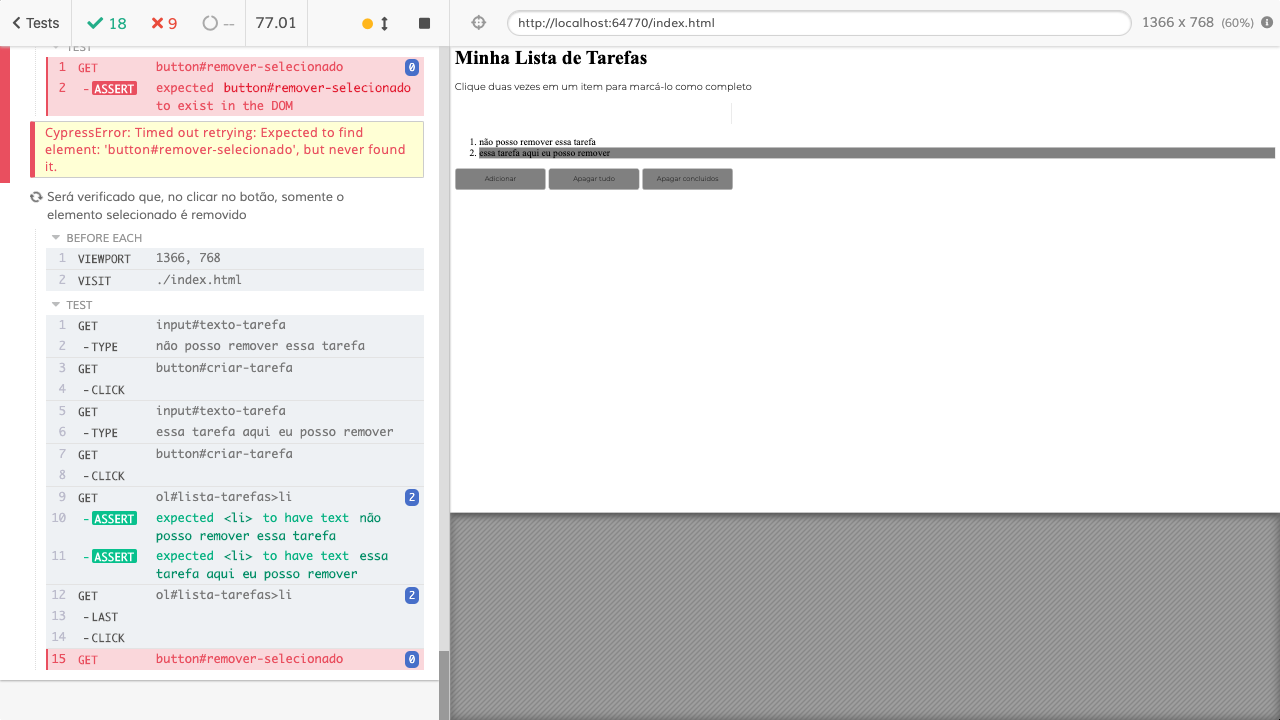 Tests
18
9
--
77.01
http://localhost:64770/index.html
1366 x 768 (60%)
TEST
1 GET button#remover-selecionado 0
2 -ASSERT expected button#remover-selecionado
to exist in the DOM
CypressError: Timed out retrying: Expected to find
element: 'button#remover-selecionado', but never found
it.
Será verificado que, no clicar no botão, somente o
elemento selecionado é removido
BEFORE EACH
1 VIEWPORT 1366, 768
2 VISIT ./index.html
TEST
1 GET input#texto-tarefa
2 -TYPE não posso remover essa tarefa
3 GET button#criar-tarefa
4 -CLICK
5 GET input#texto-tarefa
6 -TYPE essa tarefa aqui eu posso remover
7 GET button#criar-tarefa
8 -CLICK
9 GET ol#lista-tarefas>li 2
10 -ASSERT expected <li> to have text não
posso remover essa tarefa
11 -ASSERT expected <li> to have text essa
tarefa aqui eu posso remover
12 GET ol#lista-tarefas>li 2
13 -LAST
14 -CLICK
15 GET button#remover-selecionado 0
Minha Lista de Tarefas
Clique duas vezes em um item para marcá-lo como completo
1. não posso remover essa tarefa
2. essa tarefa aqui eu posso remover
Adicionar Apagar tudo Apagar concluídos